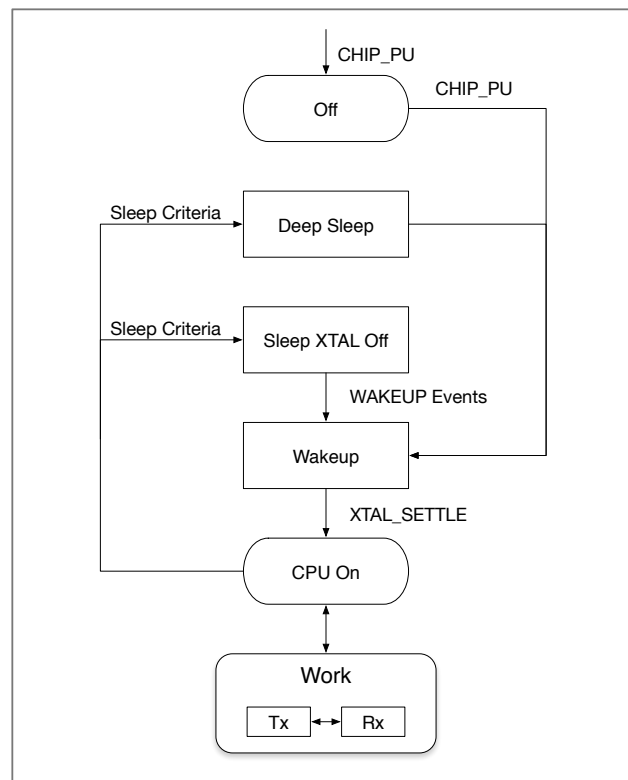 CHIP_PU
CHIP_PU
Off
Sleep Criteria
Deep Sleep
Sleep Criteria
Sleep XTAL Off
WAKEUP Events
Wakeup
XTAL_SETTLE
CPU On
Work
Tx
Rx